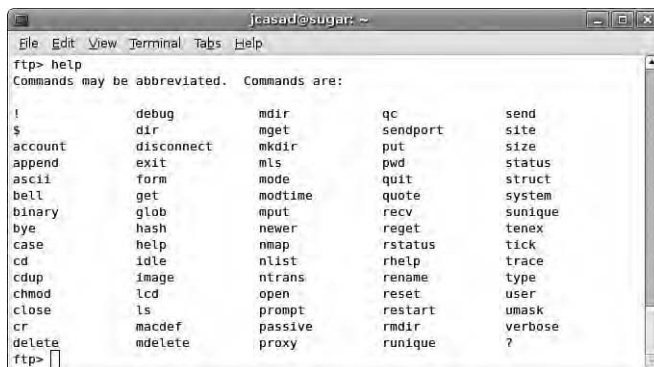 jcasad@sugar: ~
File Edit View Terminal Tabs Help
ftp> help
Commands may be abbreviated. Commands are:
! debug mdir qc send
$ dir mget sendport site
account disconnect mkdir put size
append exit mls pwd status
ascii form mode quit struct
bell get modtime quote system
binary glob mput recv sunique
bye hash newer reget tenex
case help nmap rstatus tick
cd idle nlist rhelp trace
cdup image ntrans rename type
chmod lcd open reset user
close ls prompt restart umask
cr macdef passive rmdir verbose
delete mdelete proxy runique ?
ftp>